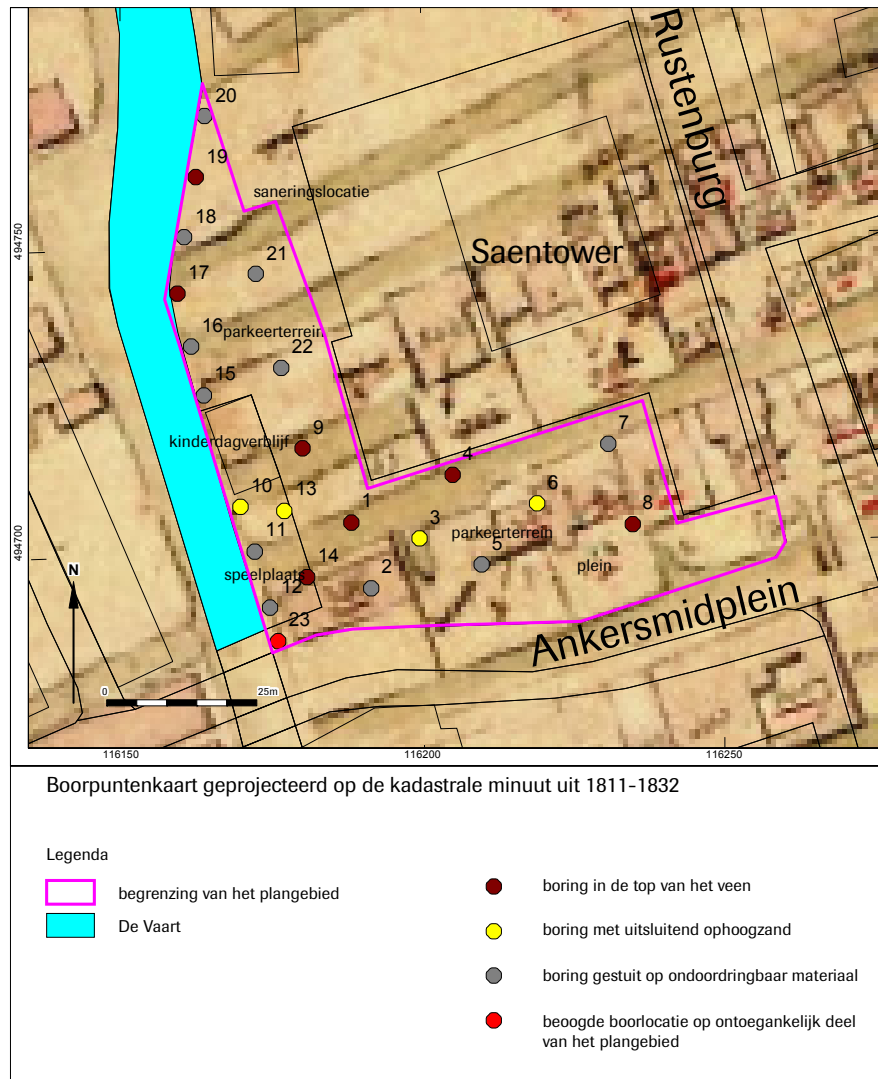 Rustenburg
20
19
saneringslocatie
18
494750
Saentower
21
17
16
parkeerterrein
22
15
kinderdagverblijf
9
7
4
10
13
6
1
3
8
11
parkeerterrein
5
494700
speelplaats
14
plein
2
12
N
23
Ankersmidplein
0
25m
116150
116200
116250
Boorpuntenkaart geprojecteerd op de kadastrale minuut uit 1811-1832
Legenda
begrenzing van het plangebied
De Vaart
boring in de top van het veen
boring met uitsluitend ophoogzand
boring gestuit op ondoordringbaar materiaal
beoogde boorlocatie op ontoegankelijk deel
van het plangebied